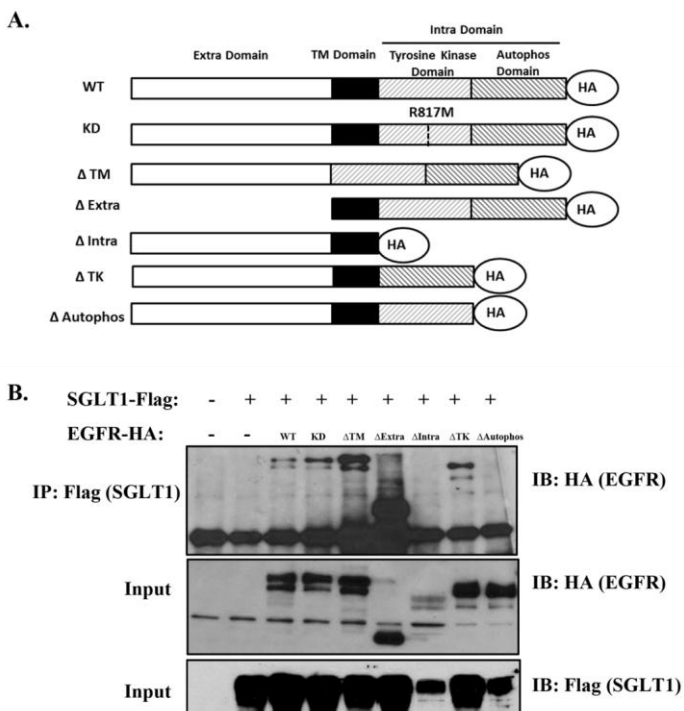 A.
Intra Domain
Extra Domain TM Domain Tyrosine Kinase Domain Autophos Domain
WT HA
R817M
KD HA
Δ TM HA
Δ Extra HA
Δ Intra HA
Δ TK HA
Δ Autophos HA
B. SGLT1-Flag: - + + + + + + + +
EGFR-HA: - - WT KD ΔTM ΔExtra ΔIntra ΔTK ΔAutophos
IP: Flag (SGLT1) IB: HA (EGFR)
Input IB: HA (EGFR)
Input IB: Flag (SGLT1)